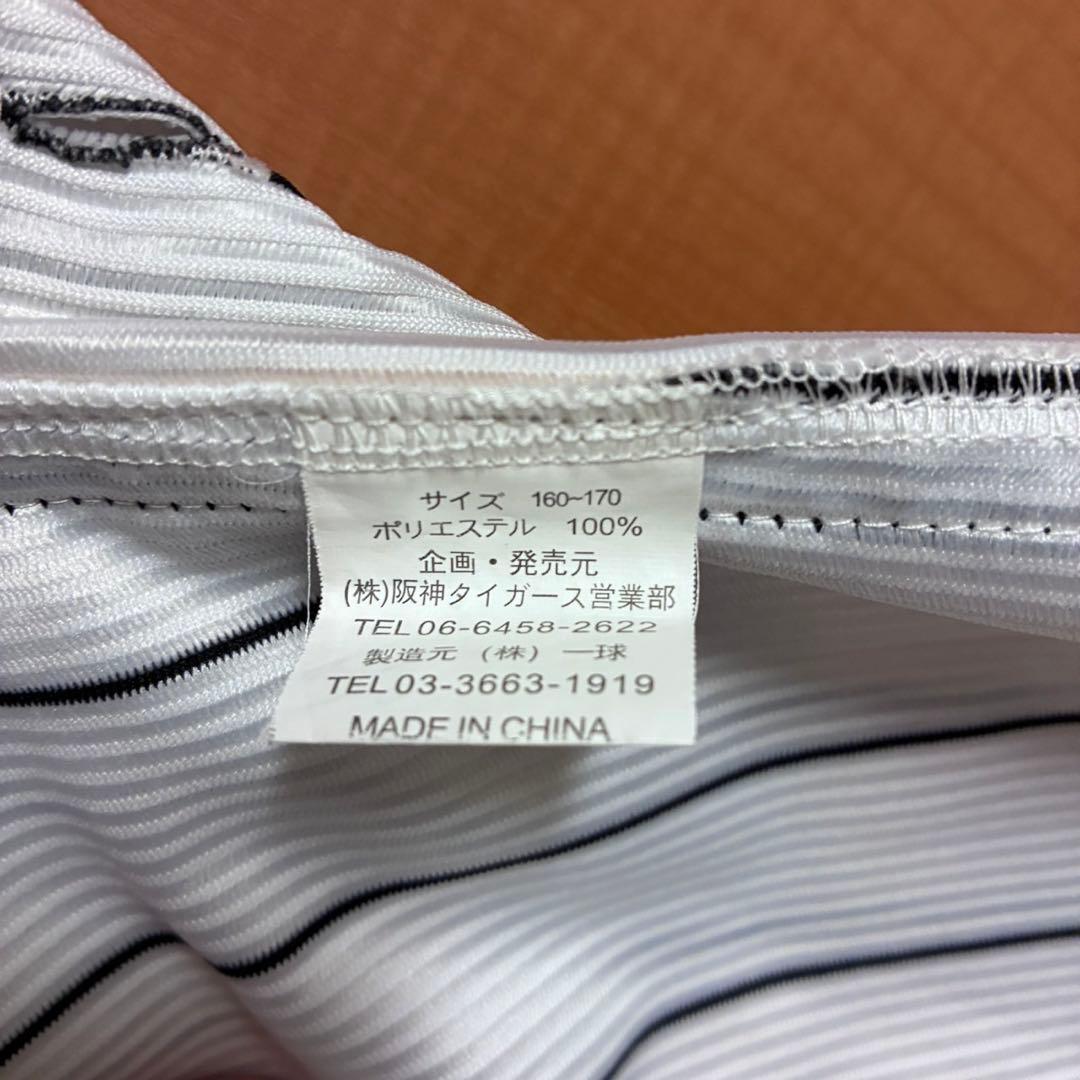 サイズ 160~170
ポリエステル 100%
企画・発売元
(株)阪神タイガース営業部
TEL 06-6458-2622
製造元 (株) 一球
TEL 03-3663-1919
MADE IN CHINA